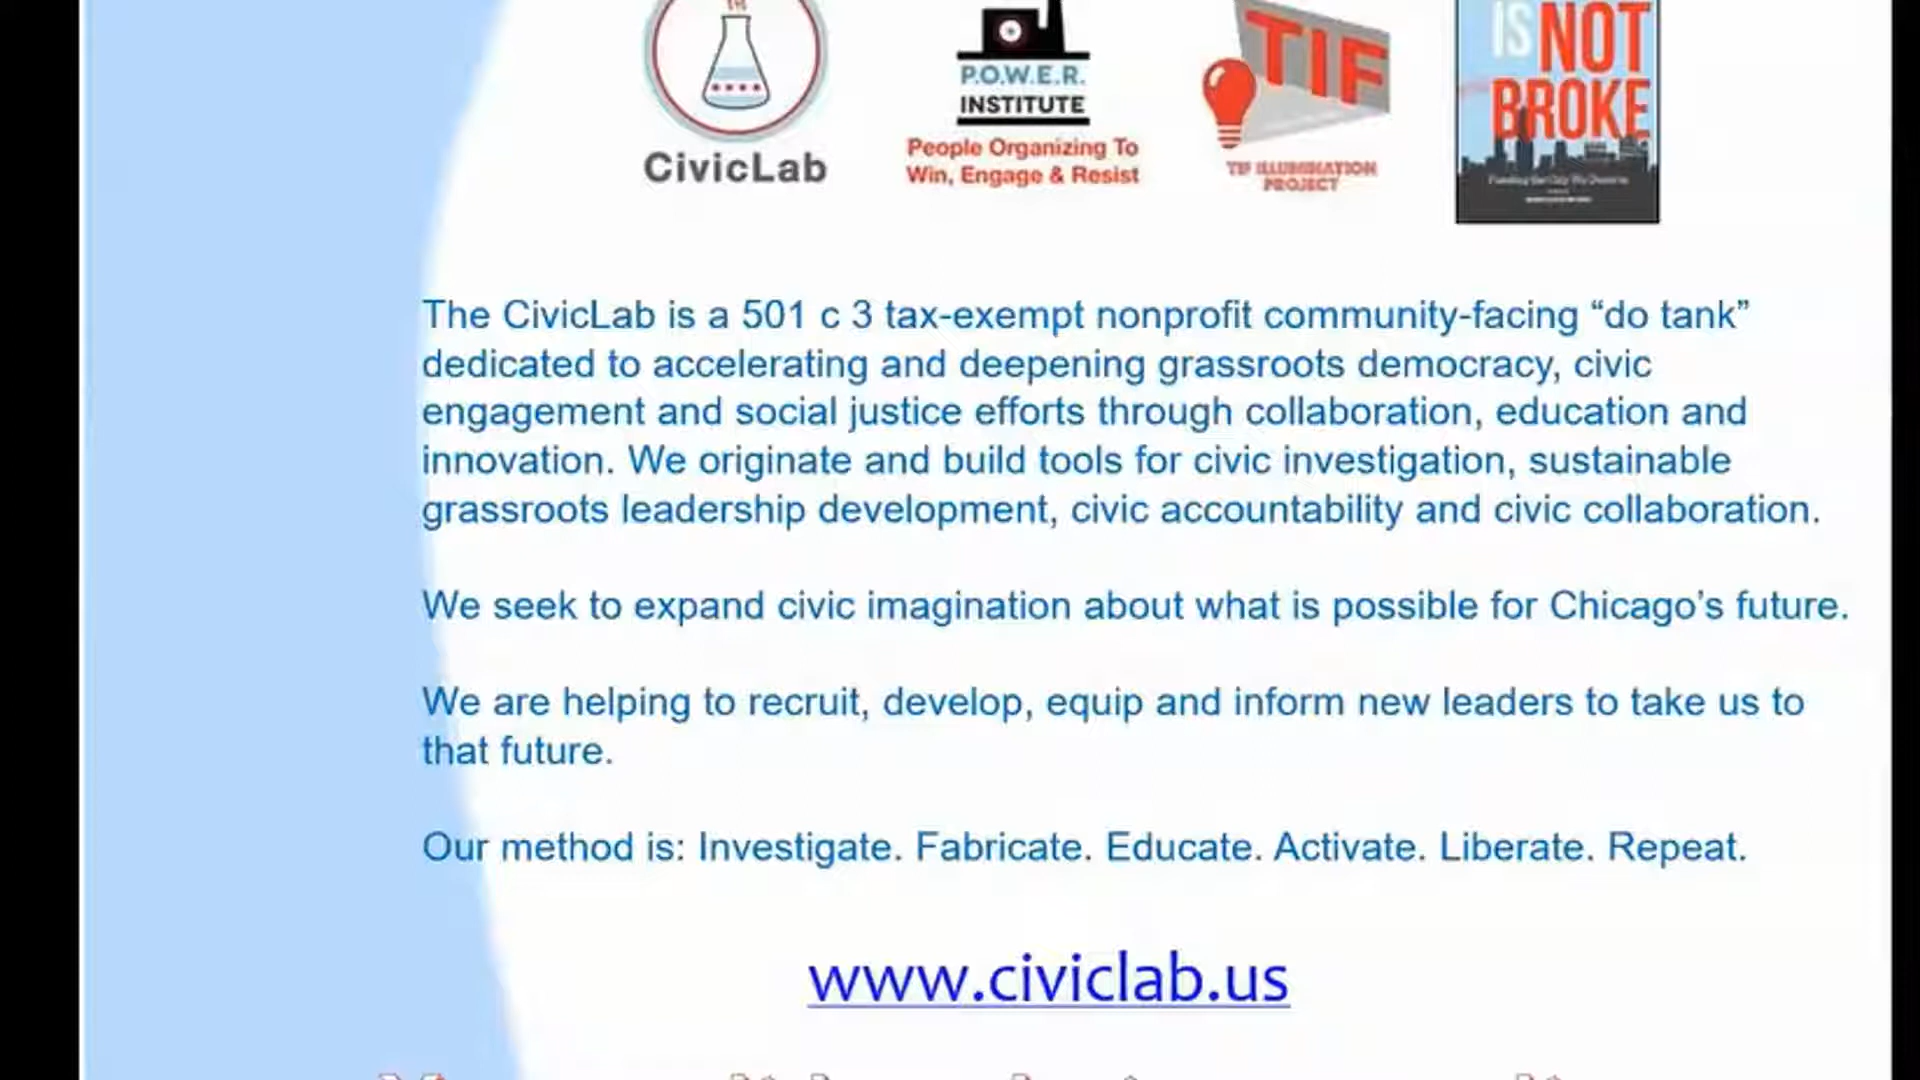 IS NOT
BROKE
P.O.W.E.R.
INSTITUTE
People Organizing To
Win, Engage & Resist
TIF
TIF ILLUMINATION
PROJECT
CivicLab
The CivicLab is a 501 c 3 tax-exempt nonprofit community-facing “do tank”
dedicated to accelerating and deepening grassroots democracy, civic
engagement and social justice efforts through collaboration, education and
innovation. We originate and build tools for civic investigation, sustainable
grassroots leadership development, civic accountability and civic collaboration.
We seek to expand civic imagination about what is possible for Chicago’s future.
We are helping to recruit, develop, equip and inform new leaders to take us to
that future.
Our method is: Investigate. Fabricate. Educate. Activate. Liberate. Repeat.
www.civiclab.us